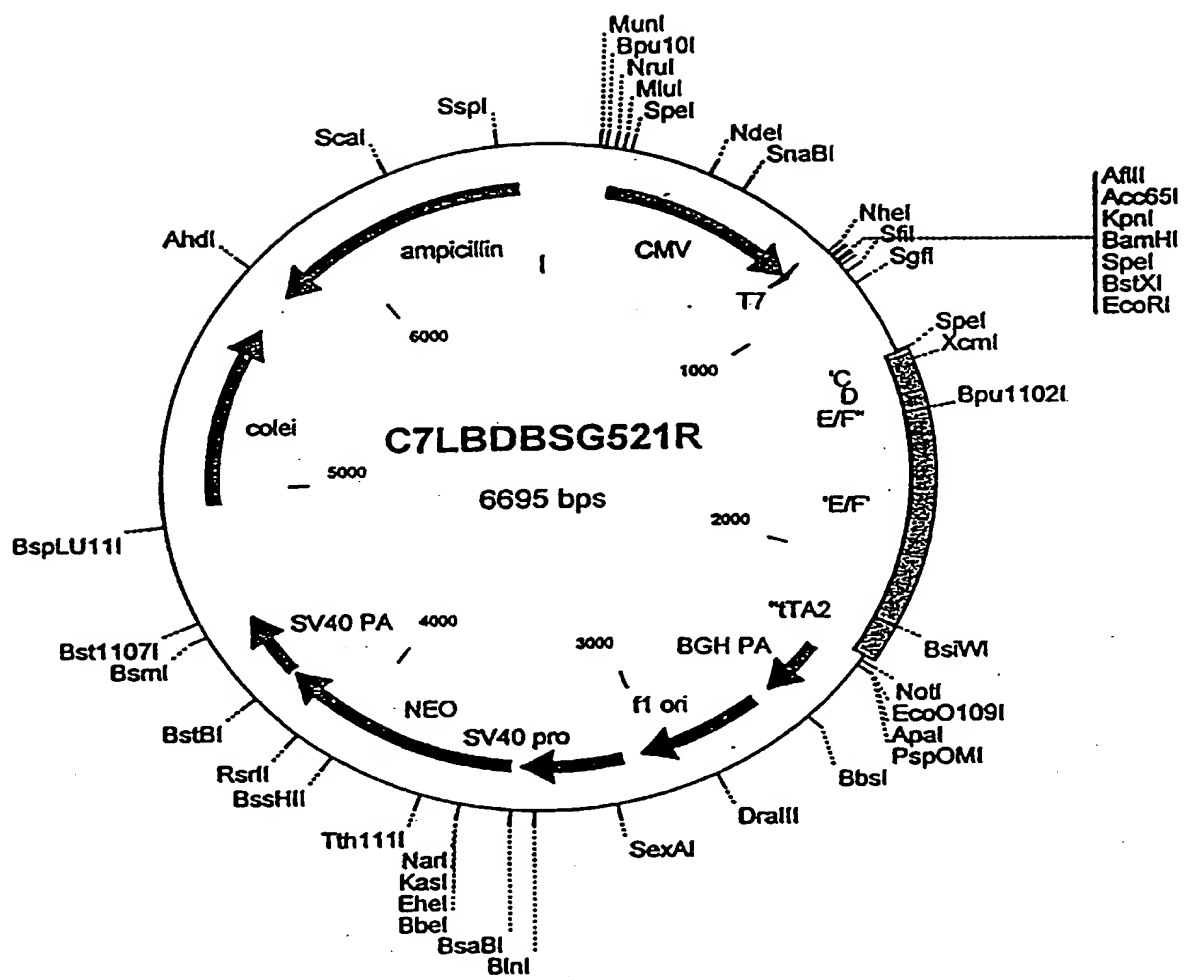 MunI
Bpu10I
NruI
MluI
SpeI
SspI
ScaI
NdeI
SnaBI
AflII
Acc65I
KpnI
BamHI
SpeI
BstXI
EcoRI
NheI
SfiI
SgfI
AhdI
ampicillin
I
CMV
T7
6000
1000
SpeI
XcmI
'C
D
E/F"
Bpu1102I
colei
C7LBDBSG521R
5000
6695 bps
'E/F'
2000
BspLU11I
SV40 PA
4000
3000
"tTA2
BGH PA
BsiWI
Bst1107I
BsmI
NotI
EcoO109I
ApaI
PspOMI
NEO
f1 ori
SV40 pro
BstBI
BbsI
RsrII
BssHII
DraIII
Tth111I
SexAI
NarI
KasI
EheI
BbeI
BsaBI
BlnI